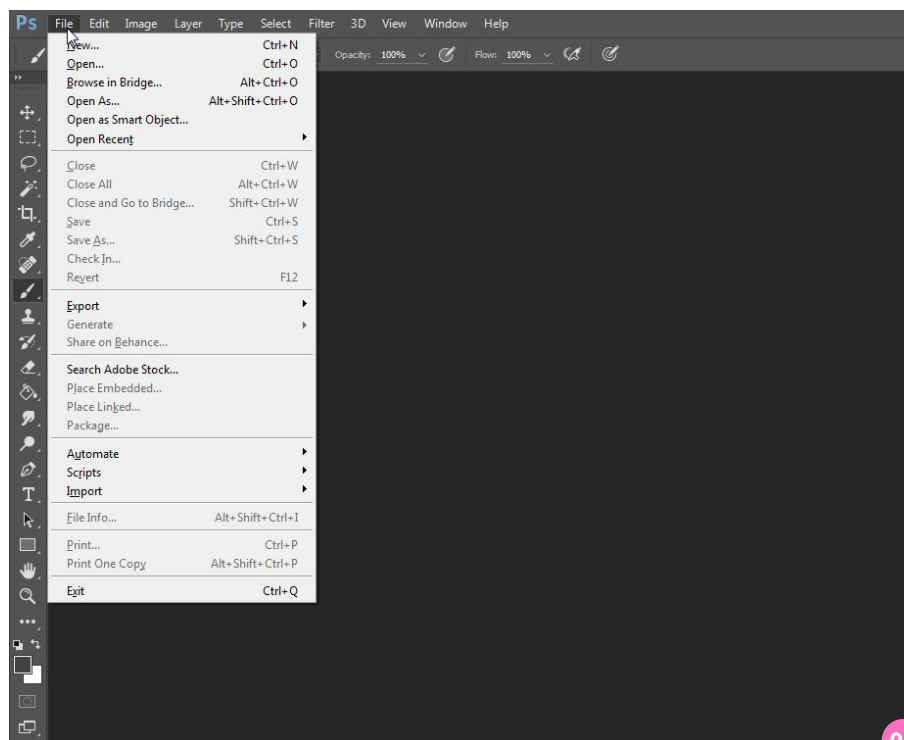 Ps File Edit Image Layer Type Select Filter 3D View Window Help
Opacity: 100% Flow: 100%
New... Ctrl+N
Open... Ctrl+O
Browse in Bridge... Alt+Ctrl+O
Open As... Alt+Shift+Ctrl+O
Open as Smart Object...
Open Recent
Close Ctrl+W
Close All Alt+Ctrl+W
Close and Go to Bridge... Shift+Ctrl+W
Save Ctrl+S
Save As... Shift+Ctrl+S
Check In...
Revert F12
Export
Generate
Share on Behance...
Search Adobe Stock...
Place Embedded...
Place Linked...
Package...
Automate
Scripts
Import
File Info... Alt+Shift+Ctrl+I
Print... Ctrl+P
Print One Copy Alt+Shift+Ctrl+P
Exit Ctrl+Q
T